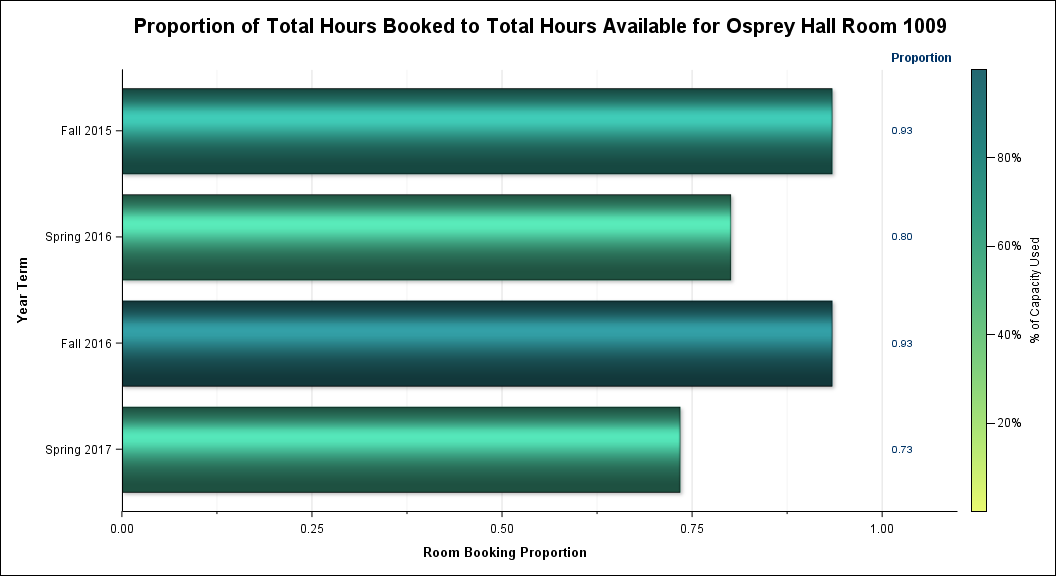 Proportion of Total Hours Booked to Total Hours Available for Osprey Hall Room 1009
Proportion
Fall 2015
0.93
Spring 2016
0.80
Fall 2016
0.93
Spring 2017
0.73
Year Term
0.00 0.25 0.50 0.75 1.00
Room Booking Proportion
80%
60%
40%
20%
% of Capacity Used